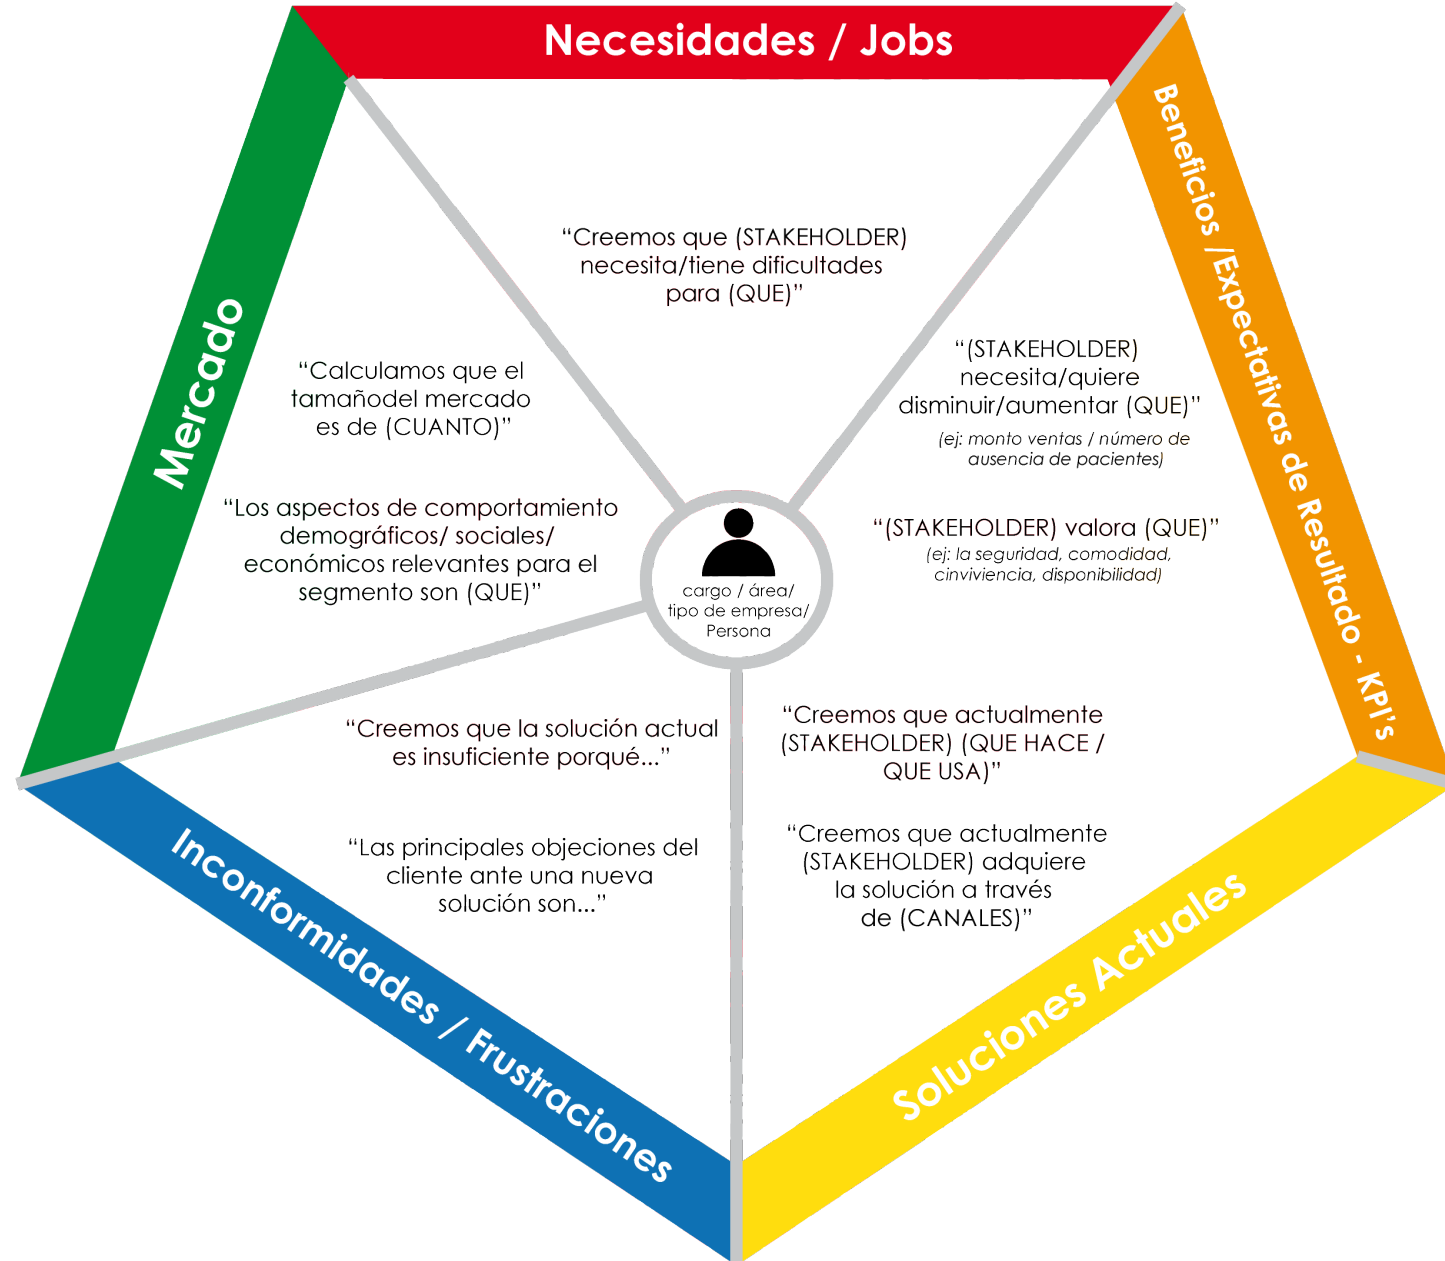 Necesidades / Jobs
“Creemos que (STAKEHOLDER)
necesita/tiene dificultades
para (QUE)”
Beneficios /Expectativas de Resultado - KPI's
“(STAKEHOLDER)
necesita/quiere
disminuir/aumentar (QUE)”
(ej: monto ventas / número de
ausencia de pacientes)
“(STAKEHOLDER) valora (QUE)”
(ej: la seguridad, comodidad,
cinviviencia, disponibilidad)
Soluciones Actuales
“Creemos que actualmente
(STAKEHOLDER) (QUE HACE /
QUE USA)”
“Creemos que actualmente
(STAKEHOLDER) adquiere
la solución a través
de (CANALES)”
Inconformidades / Frustraciones
“Creemos que la solución actual
es insuficiente porqué...”
“Las principales objeciones del
cliente ante una nueva
solución son...”
Mercado
“Calculamos que el
tamañodel mercado
es de (CUANTO)”
“Los aspectos de comportamiento
demográficos/ sociales/
económicos relevantes para el
segmento son (QUE)”
cargo / área/
tipo de empresa/
Persona